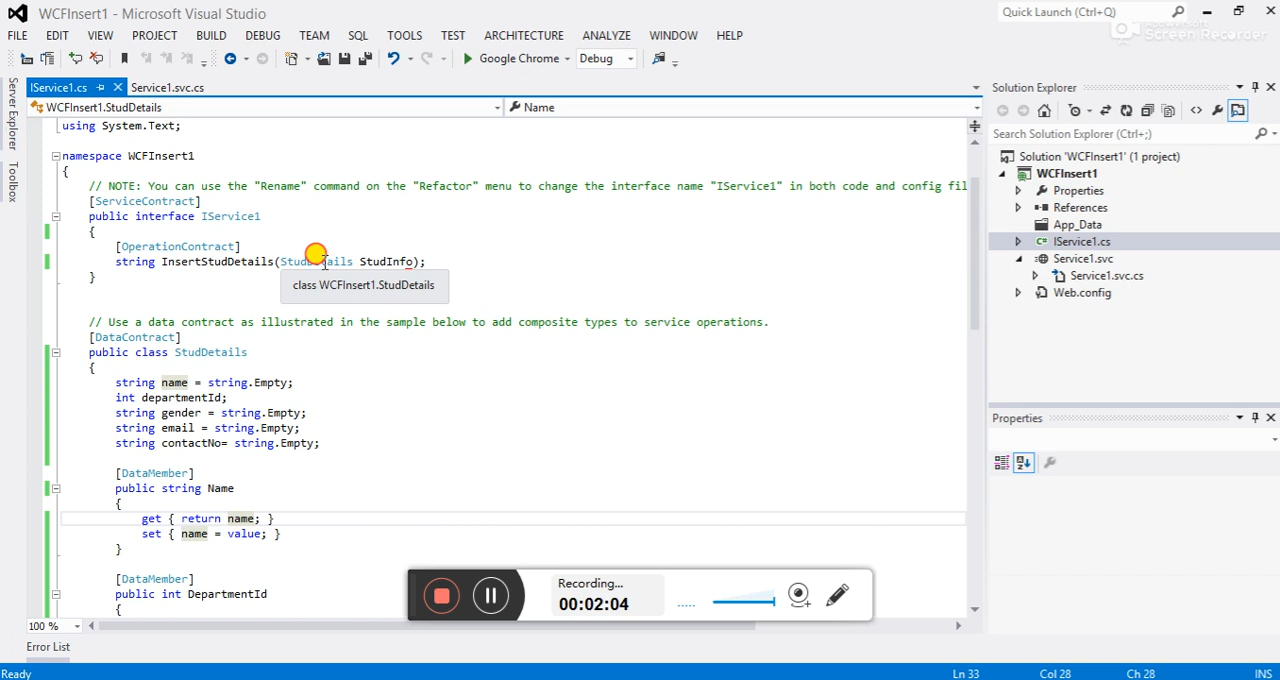 WCFInsert1 - Microsoft Visual Studio
Quick Launch (Ctrl+Q)
Apowersoft
Screen Recorder
FILE EDIT VIEW PROJECT BUILD DEBUG TEAM SQL TOOLS TEST ARCHITECTURE ANALYZE WINDOW HELP
Google Chrome
Debug
Server Explorer
Toolbox
IService1.cs
Service1.svc.cs
WCFInsert1.StudDetails
Name
using System.Text;
namespace WCFInsert1
{
// NOTE: You can use the "Rename" command on the "Refactor" menu to change the interface name "IService1" in both code and config fil
[ServiceContract]
public interface IService1
{
[OperationContract]
string InsertStudDetails(StudDetails StudInfo);
class WCFInsert1.StudDetails
}
// Use a data contract as illustrated in the sample below to add composite types to service operations.
[DataContract]
public class StudDetails
{
string name = string.Empty;
int departmentId;
string gender = string.Empty;
string email = string.Empty;
string contactNo= string.Empty;
[DataMember]
public string Name
{
get { return name; }
set { name = value; }
}
[DataMember]
public int DepartmentId
{
Recording...
00:02:04
100 %
Error List
Ready
Ln 33
Col 28
Ch 28
INS
Solution Explorer
Search Solution Explorer (Ctrl+;)
Solution 'WCFInsert1' (1 project)
WCFInsert1
Properties
References
App_Data
IService1.cs
Service1.svc
Service1.svc.cs
Web.config
Properties